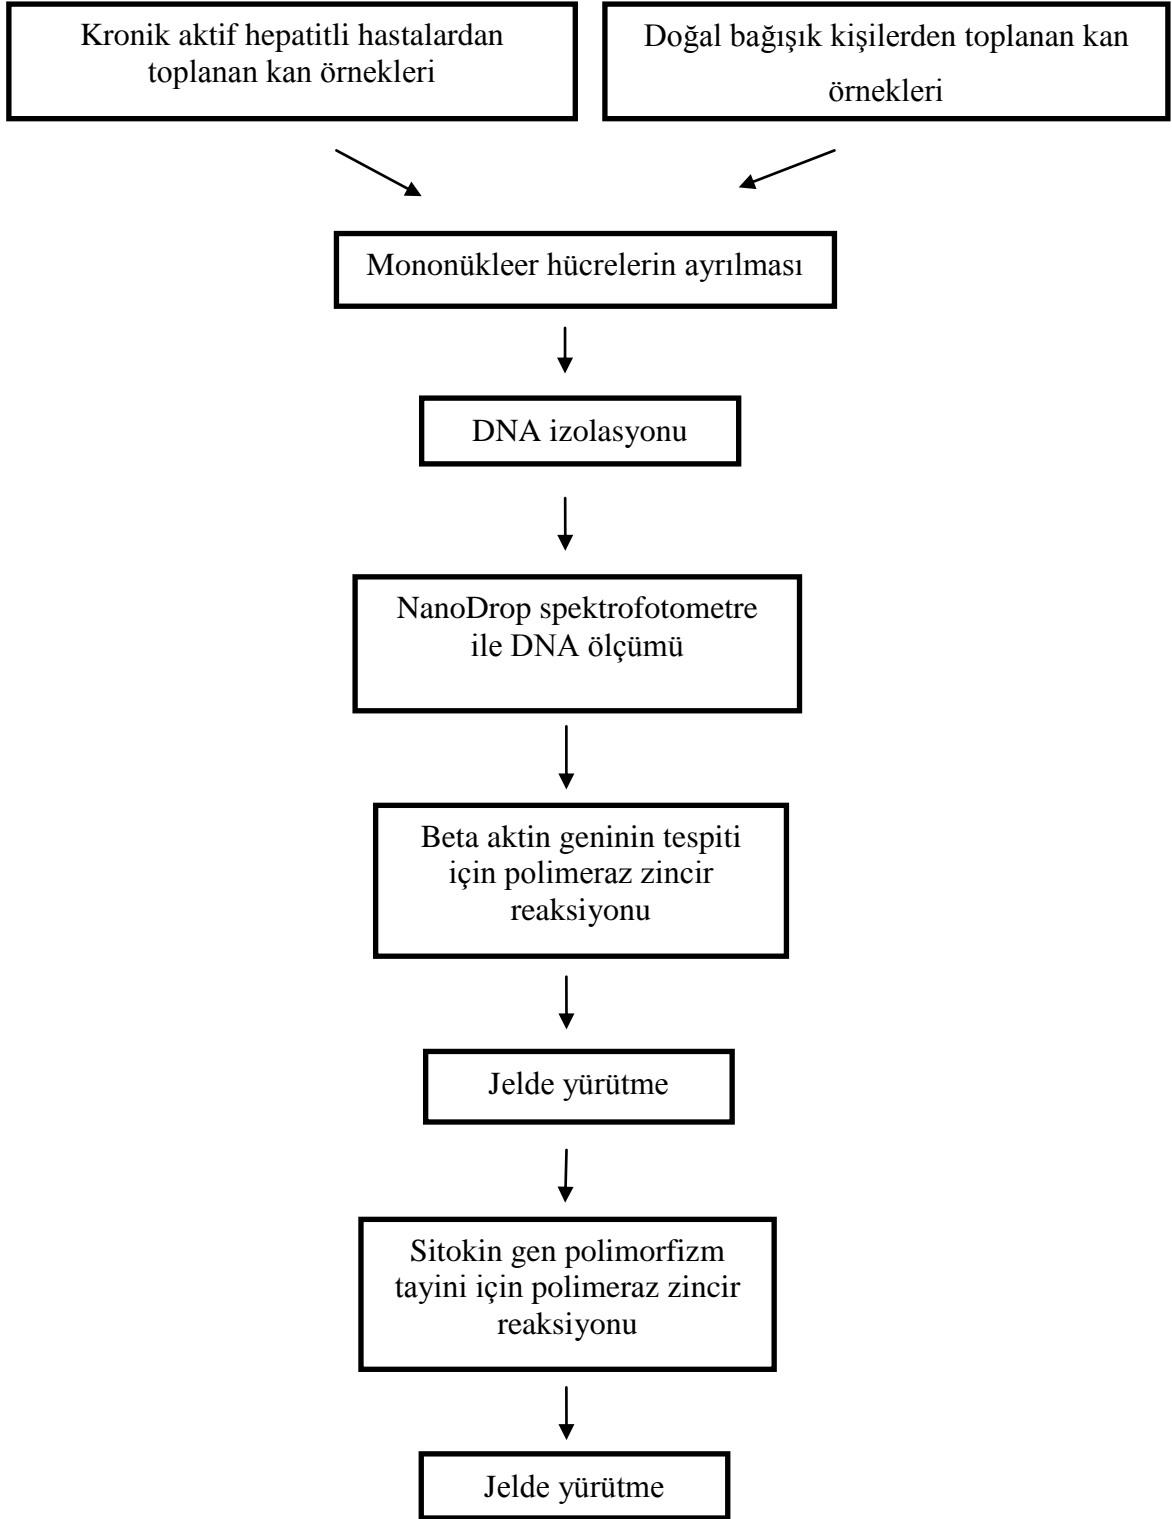 Kronik aktif hepatitli hastalardan
toplanan kan örnekleri
Doğal bağışık kişilerden toplanan kan
örnekleri
Mononükleer hücrelerin ayrılması
DNA izolasyonu
NanoDrop spektrofotometre
ile DNA ölçümü
Beta aktin geninin tespiti
için polimeraz zincir
reaksiyonu
Jelde yürütme
Sitokin gen polimorfizm
tayini için polimeraz zincir
reaksiyonu
Jelde yürütme